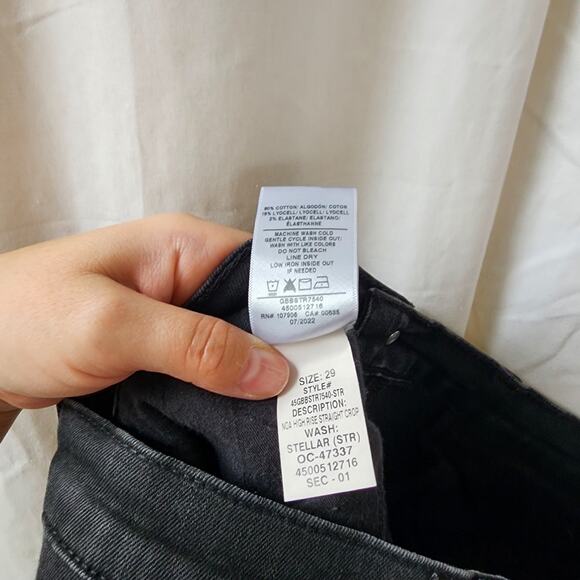 80% COTTON/ ALGODÓN/ COTON
18% LYOCELL/ LYOCELL/ LYOCELL
2% ELASTANE/ ELASTANO/
ÉLASTHANNE
MACHINE WASH COLD
GENTLE CYCLE INSIDE OUT/
WASH WITH LIKE COLORS
DO NOT BLEACH
LINE DRY
LOW IRON INSIDE OUT
IF NEEDED
GBBSTR7540
4500512716
RN# 107906 CA# 00635
07/2022
SIZE: 29
STYLE#
45GBBSTR7540-STR
DESCRIPTION:
NOA HIGH RISE STRAIGHT CROP
WASH:
STELLAR (STR)
OC-47337
4500512716
SEC - 01